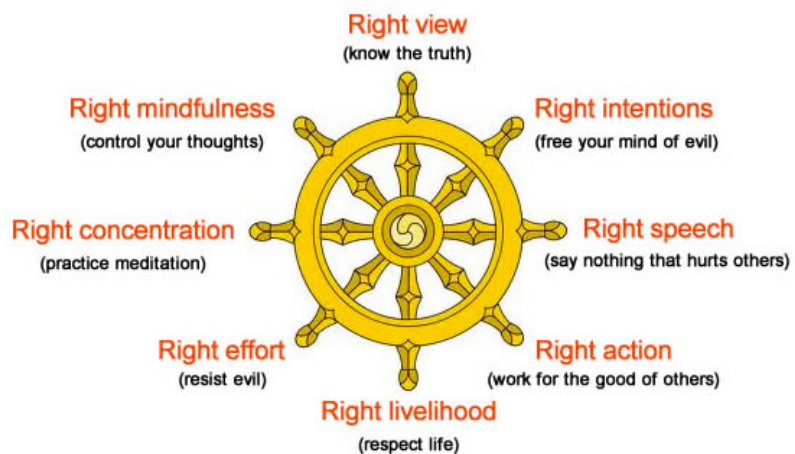 Right view
(know the truth)
Right mindfulness
(control your thoughts)
Right intentions
(free your mind of evil)
Right concentration
(practice meditation)
Right speech
(say nothing that hurts others)
Right effort
(resist evil)
Right action
(work for the good of others)
Right livelihood
(respect life)